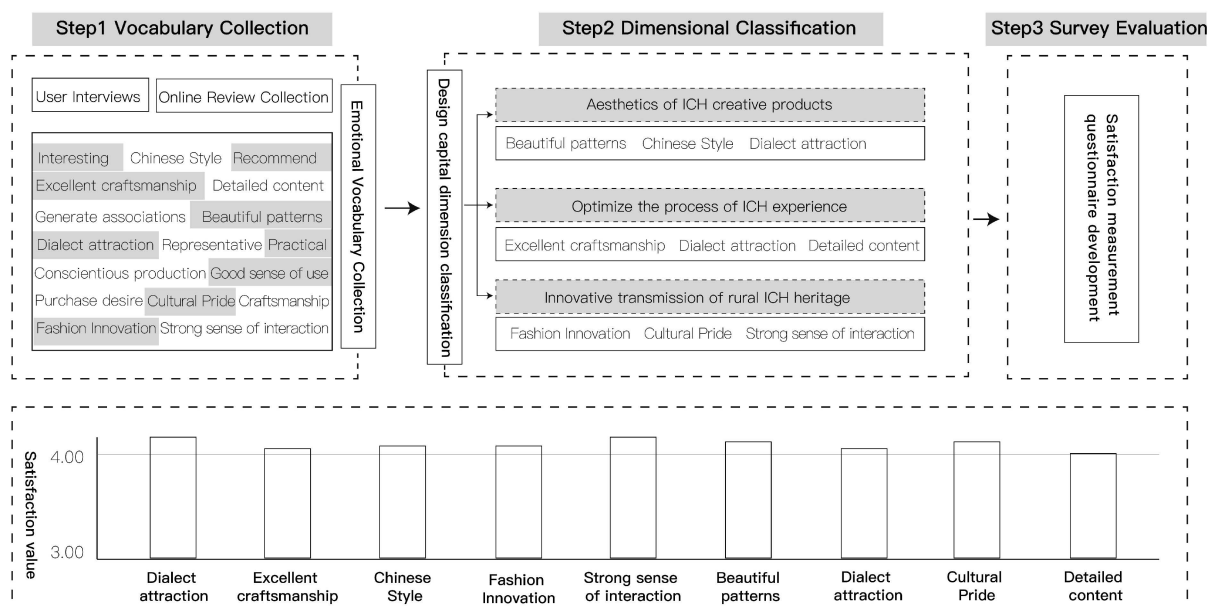 Step1 Vocabulary Collection
Step2 Dimensional Classification
Step3 Survey Evaluation
User Interviews
Online Review Collection
Interesting Chinese Style Recommend
Excellent craftsmanship Detailed content
Generate associations Beautiful patterns
Dialect attraction Representative Practical
Conscientious production Good sense of use
Purchase desire Cultural Pride Craftsmanship
Fashion Innovation Strong sense of interaction
Emotional Vocabulary Collection
Design capital dimension classification
Aesthetics of ICH creative products
Beautiful patterns Chinese Style Dialect attraction
Optimize the process of ICH experience
Excellent craftsmanship Dialect attraction Detailed content
Innovative transmission of rural ICH heritage
Fashion Innovation Cultural Pride Strong sense of interaction
Satisfaction measurement
questionnaire development
Satisfaction value
4.00
3.00
Dialect
attraction
Excellent
craftsmanship
Chinese
Style
Fashion
Innovation
Strong sense
of interaction
Beautiful
patterns
Dialect
attraction
Cultural
Pride
Detailed
content